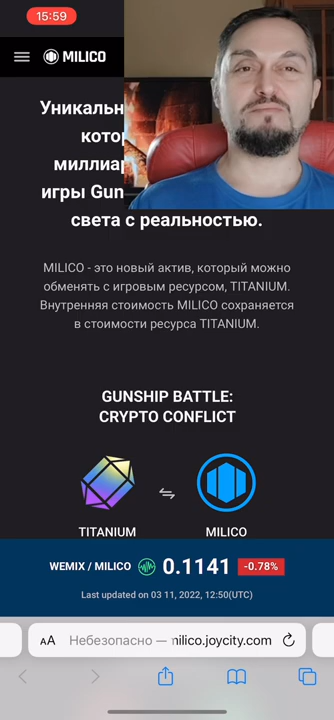 15:59
MILICO
Уникальн
кото
миллиа
игры Gun
света с реальностью.
MILICO - это новый актив, который можно
обменять с игровым ресурсом, TITANIUM.
Внутренняя стоимость MILICO сохраняется
в стоимости ресурса TITANIUM.
GUNSHIP BATTLE:
CRYPTO CONFLICT
TITANIUM
MILICO
WEMIX / MILICO 0.1141 -0.78%
Last updated on 03 11, 2022, 12:50(UTC)
AA Небезопасно — milico.joycity.com